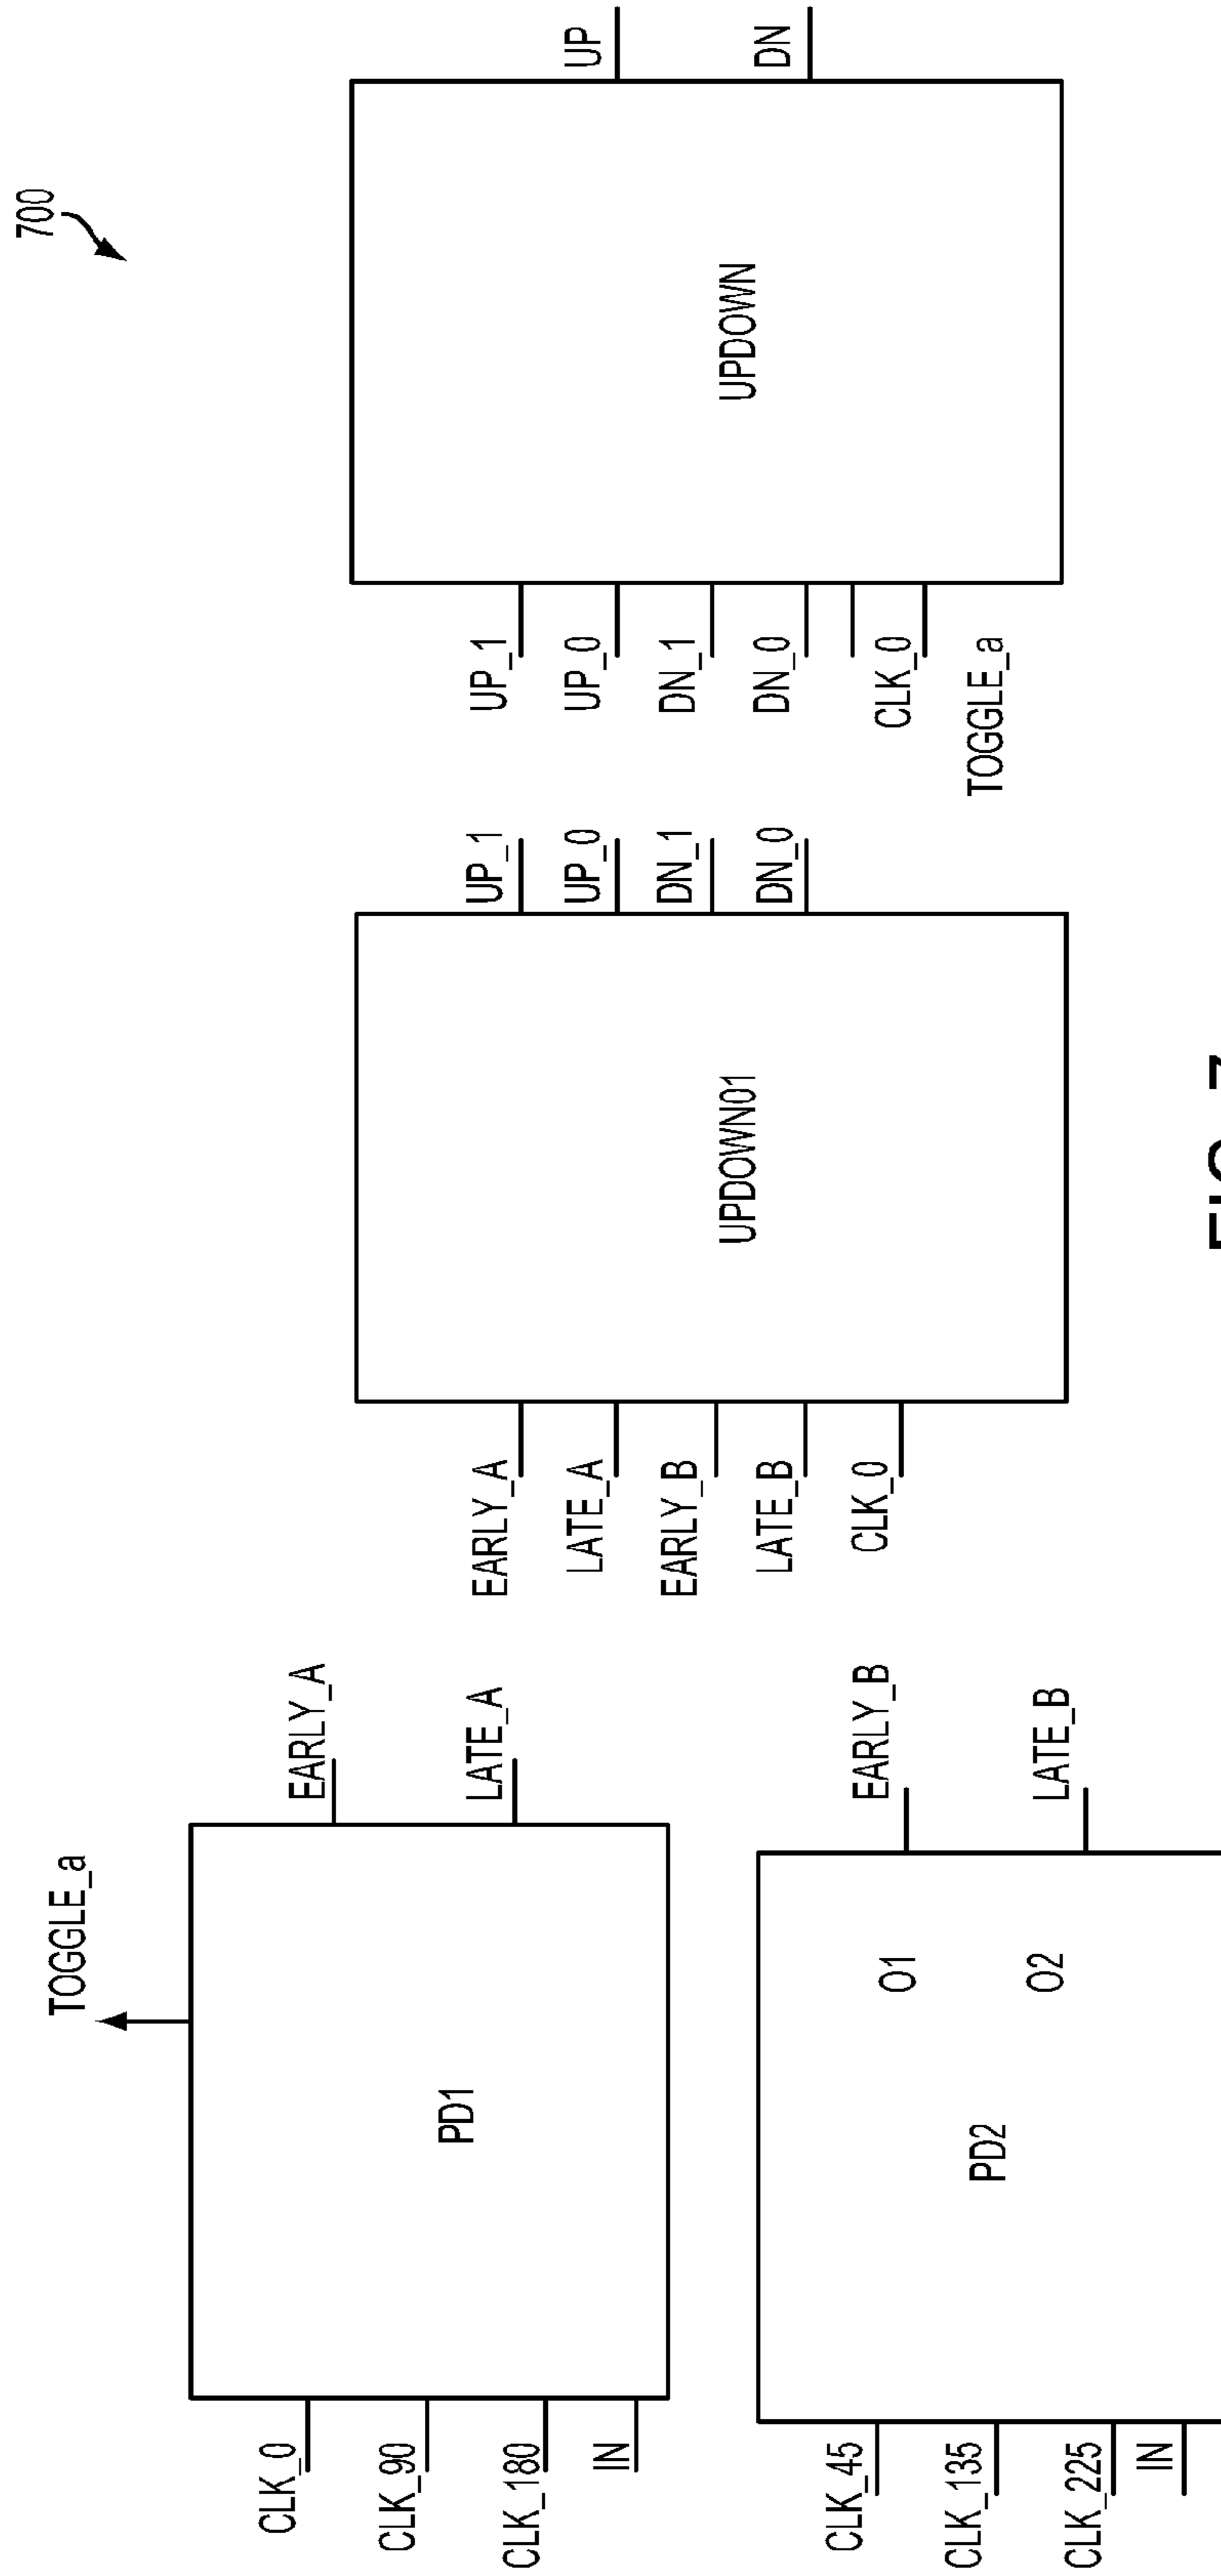 700
TOGGLE_a
CLK_0
CLK_90
CLK_180
IN
PD1
EARLY_A
LATE_A
CLK_45
CLK_135
CLK_225
IN
PD2
O1
O2
EARLY_B
LATE_B
EARLY_A
LATE_A
EARLY_B
LATE_B
CLK_0
UPDOWN01
UP_1
UP_0
DN_1
DN_0
UP_1
UP_0
DN_1
DN_0
CLK_0
TOGGLE_a
UPDOWN
UP
DN